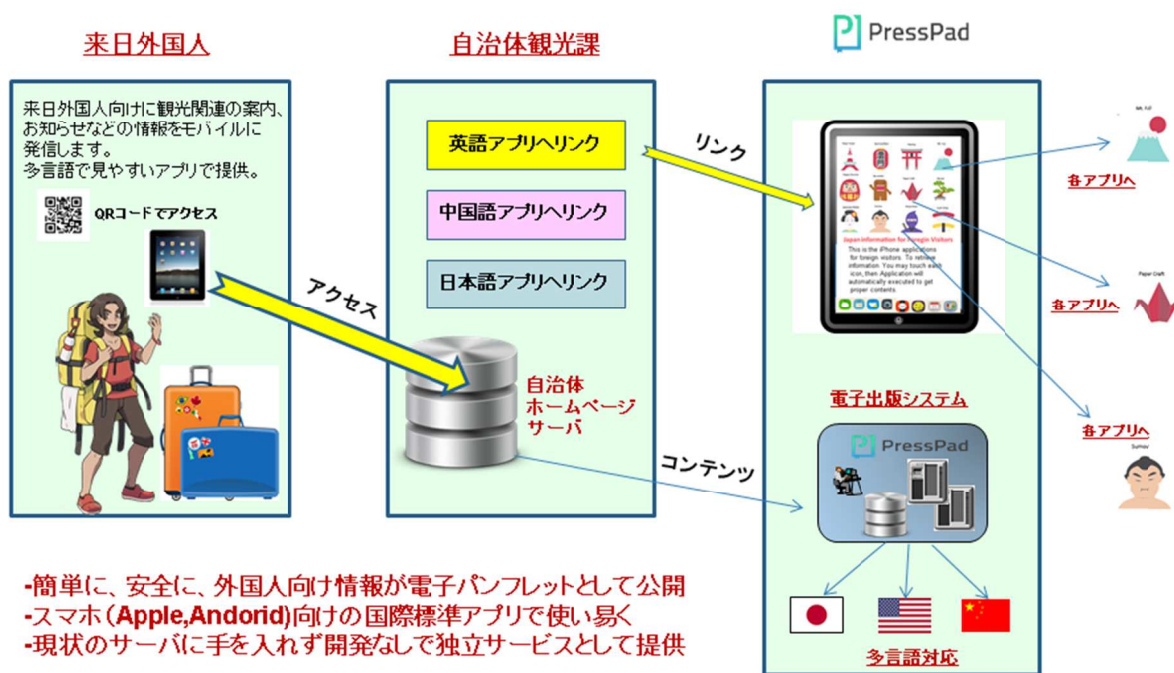 来日外国人
自治体観光課
PressPad
来日外国人向けに観光関連の案内、
お知らせなどの情報をモバイルに
発信します。
多言語で見やすいアプリで提供。
QRコードでアクセス
アクセス
英語アプリへリンク
中国語アプリへリンク
日本語アプリへリンク
自治体
ホームページ
サーバ
リンク
コンテンツ
Japan Information for Foregin Visitors
This is the iPhone applications
for foreign visitors. To retrieve
information. You may touch each
icon, then Application will
automatically executed to get
proper contents
各アプリへ
Paper Craft
各アプリへ
各アプリへ
電子出版システム
PressPad
多言語対応
-簡単に、安全に、外国人向け情報が電子パンフレットとして公開
-スマホ(Apple,Andorid)向けの国際標準アプリで使い易く
-現状のサーバに手を入れず開発なしで独立サービスとして提供